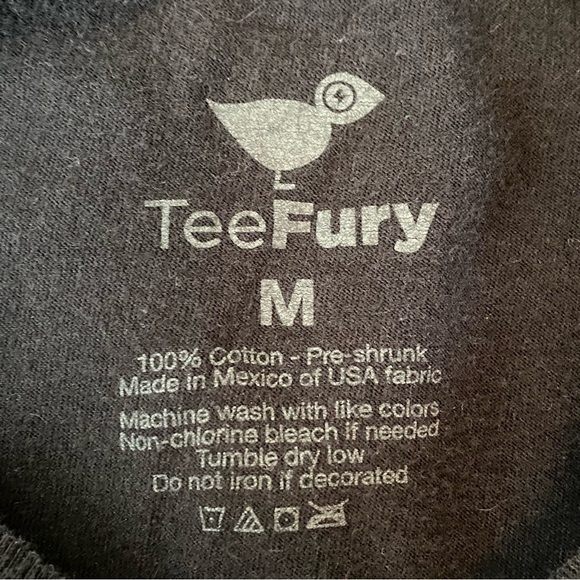 TeeFury
M
100% Cotton - Pre-shrunk
Made in Mexico of USA fabric
Machine wash with like colors
Non-chlorine bleach if needed
Tumble dry low
Do not iron if decorated